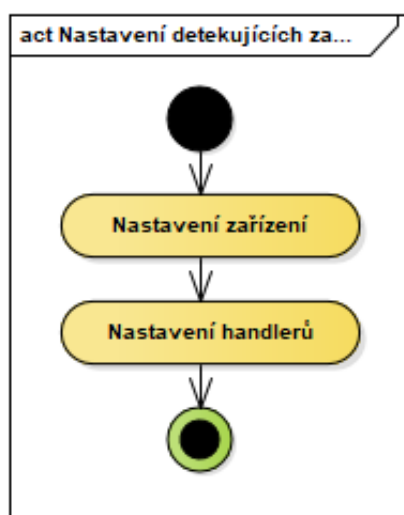 act Nastavení detekujících za...
Nastavení zařízení
Nastavení handlerů